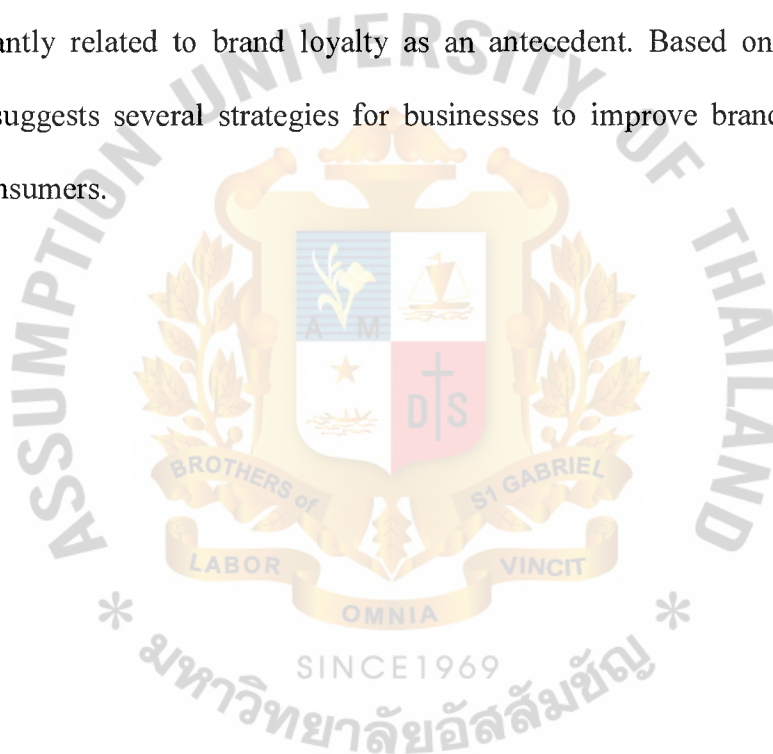 antly related to brand loyalty as an antecedent. Based on
suggests several strategies for businesses to improve brand
nsumers.
ASSUMPTION UNIVERSITY OF THAILAND
A M
D S
BROTHERS of
S1 GABRIEL
LABOR
VINCIT
OMNIA
SINCE1969
* มหาวิทยาลัยอัสสัมชัญ *